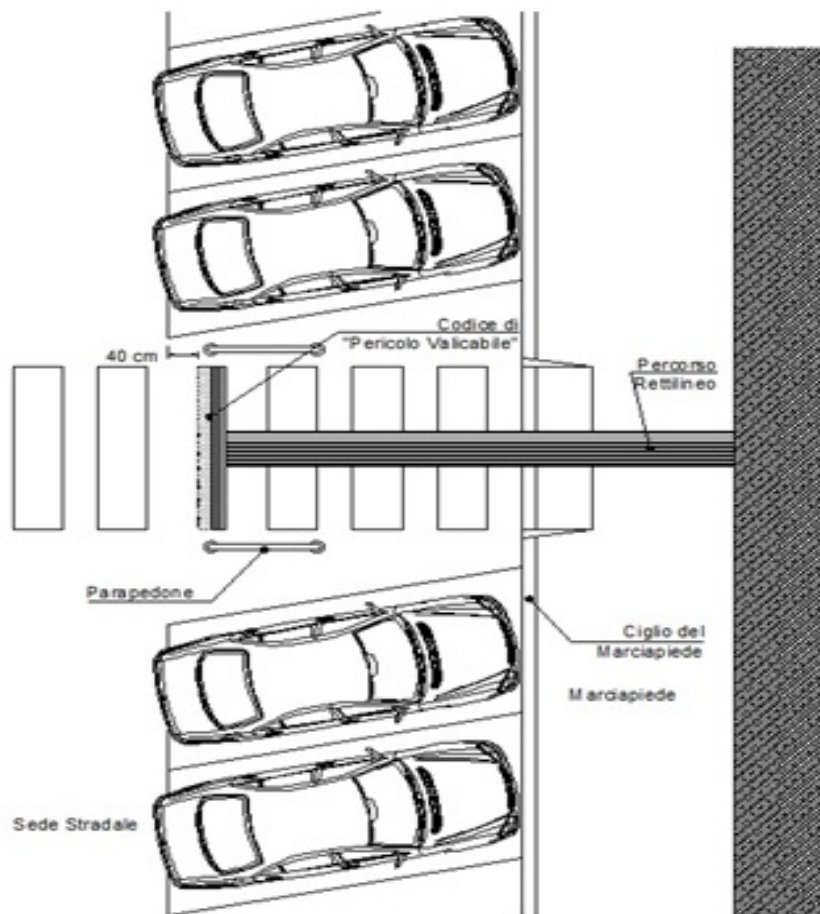 Codice di
"Pericolo Valicabile"
40 cm
Percorso
Rettilineo
Parapedone
Ciglio del
Marciapiede
Marciapiede
Sede Stradale